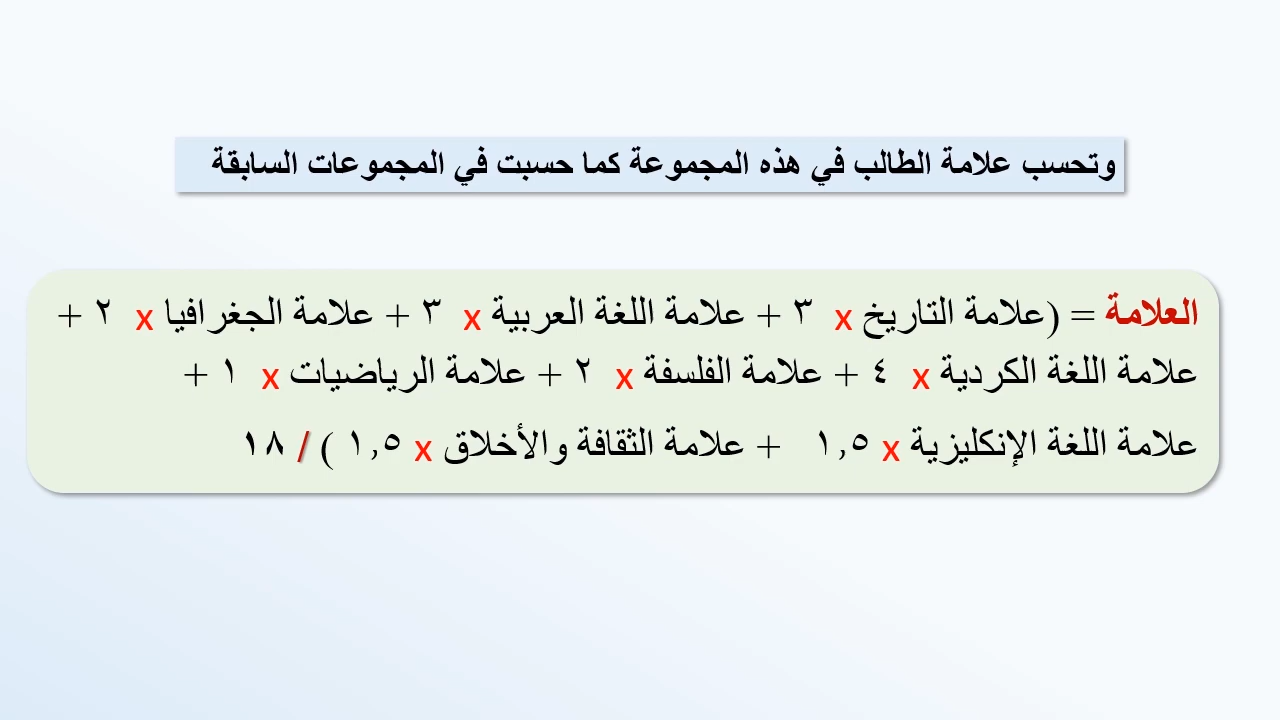 وتحسب علامة الطالب في هذه المجموعة كما حسبت في المجموعات السابقة
العلامة = (علامة التاريخ x ٣ + علامة اللغة العربية x ٣ + علامة الجغرافيا x ٢ +
علامة اللغة الكردية x ٤ + علامة الفلسفة x ٢ + علامة الرياضيات x ١ +
علامة اللغة الإنكليزية x ١,٥ + علامة الثقافة والأخلاق x ١,٥ ) / ١٨